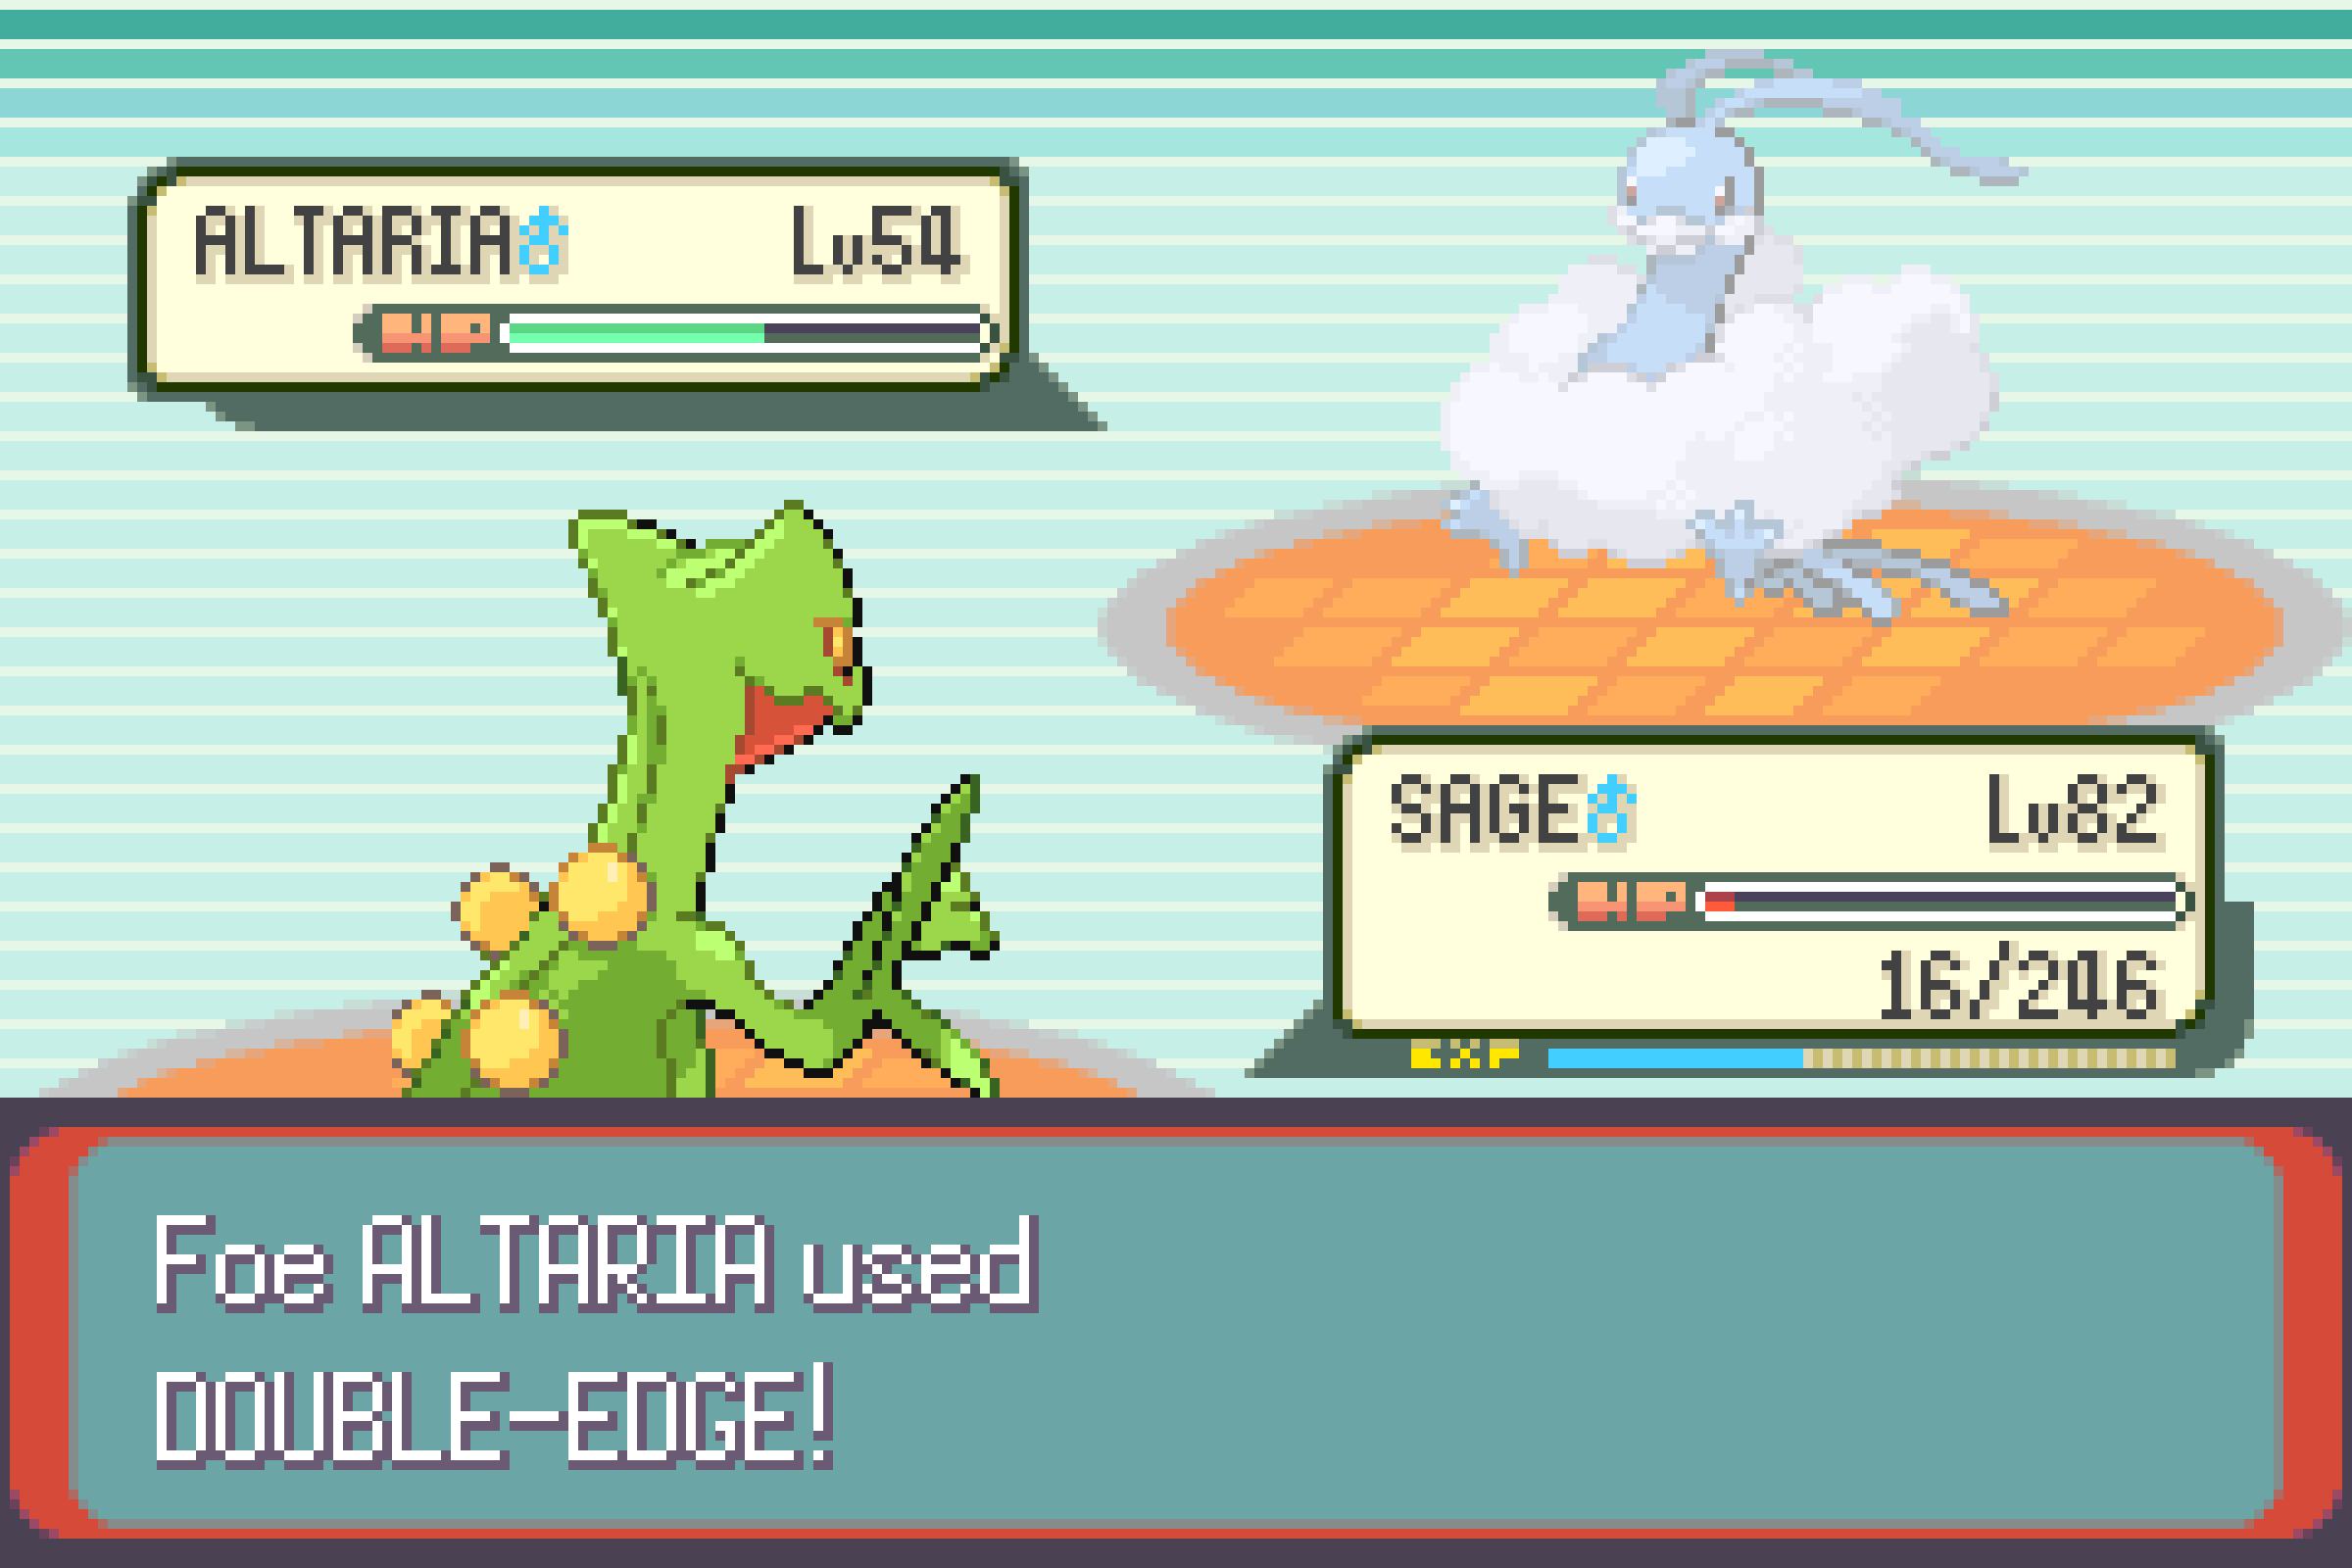 ALTARIA♂ Lv54
HP
SAGE♂ Lv82
HP
16/246
EXP
Foe ALTARIA used
DOUBLE-EDGE!